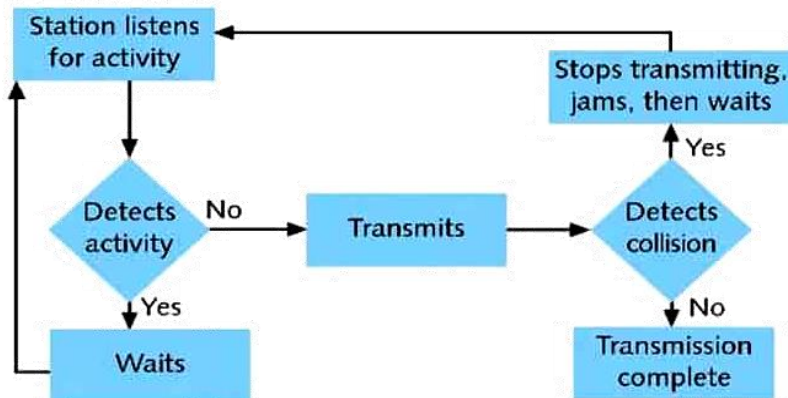 Station listens
for activity
Stops transmitting,
jams, then waits
Yes
Detects
activity
No
Transmits
Detects
collision
Yes
No
Waits
Transmission
complete